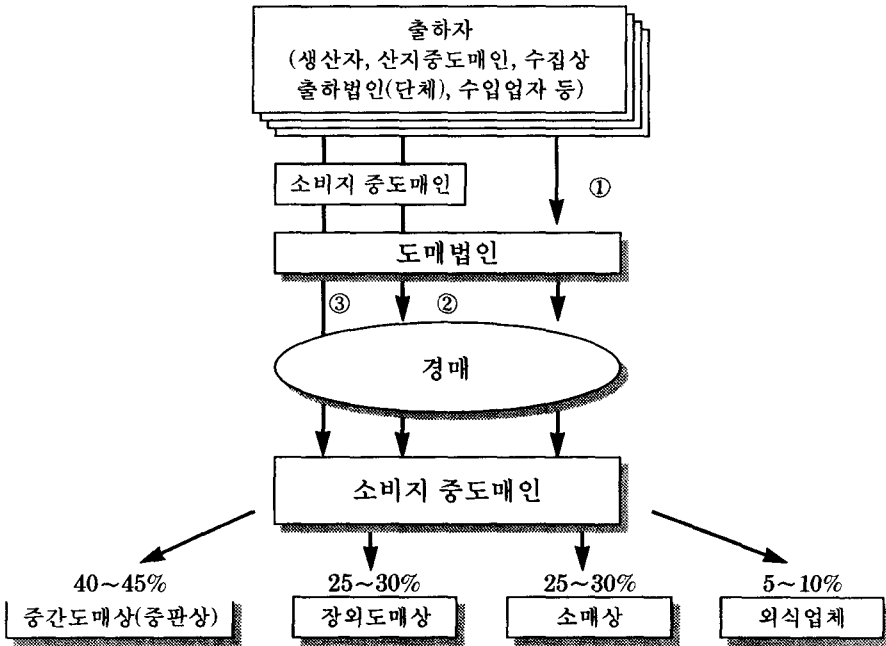 출하자
(생산자, 산지중도매인, 수집상
출하법인(단체), 수입업자 등)
소비지 중도매인
①
도매법인
③
②
경매
소비지 중도매인
40~45%
25~30%
25~30%
5~10%
중간도매상(중판상)
장외도매상
소매상
외식업체